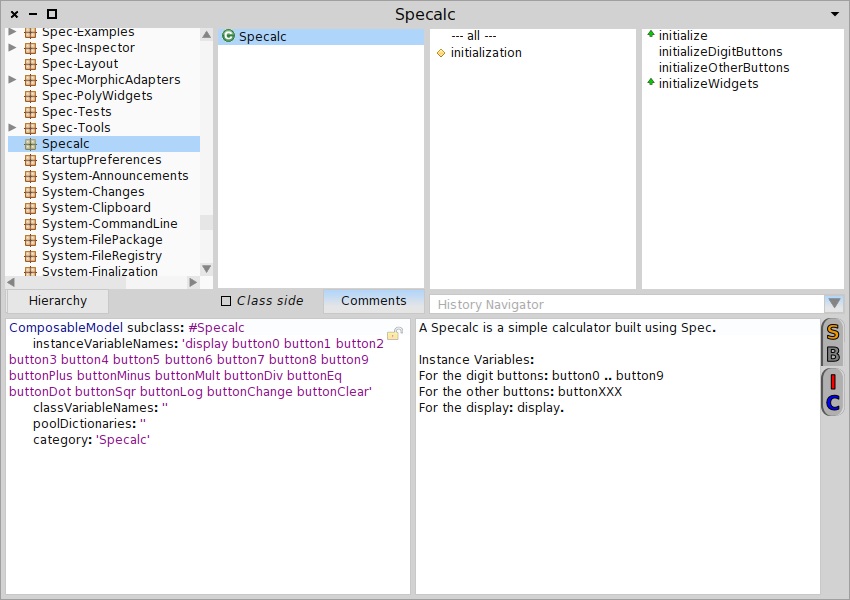 Specalc
Spec-Examples
Spec-Inspector
Spec-Layout
Spec-MorphicAdapters
Spec-PolyWidgets
Spec-Tests
Spec-Tools
Specalc
StartupPreferences
System-Announcements
System-Changes
System-Clipboard
System-CommandLine
System-FilePackage
System-FileRegistry
System-Finalization
C Specalc
--- all ---
initialization
initialize
initializeDigitButtons
initializeOtherButtons
initializeWidgets
Hierarchy
Class side
Comments
History Navigator
ComposableModel subclass: #Specalc
instanceVariableNames: 'display button0 button1 button2
button3 button4 button5 button6 button7 button8 button9
buttonPlus buttonMinus buttonMult buttonDiv buttonEq
buttonDot buttonSqr buttonLog buttonChange buttonClear'
classVariableNames: ''
poolDictionaries: ''
category: 'Specalc'
A Specalc is a simple calculator built using Spec.
Instance Variables:
For the digit buttons: button0 .. button9
For the other buttons: buttonXXX
For the display: display.
S
B
I
C